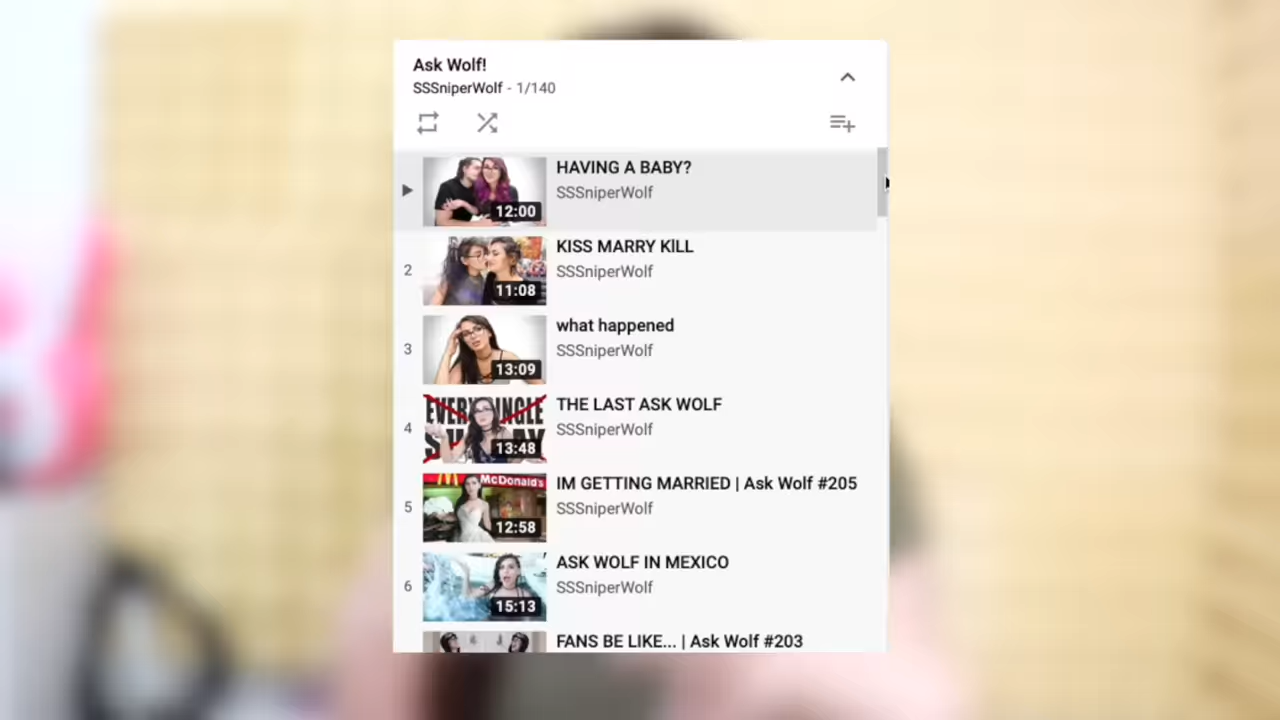 Ask Wolf!
SSSniperWolf - 1/140
HAVING A BABY?
SSSniperWolf
12:00
2
KISS MARRY KILL
SSSniperWolf
11:08
3
what happened
SSSniperWolf
13:09
4
EVERY SINGLE
THE LAST ASK WOLF
SSSniperWolf
13:48
5
McDonald's
IM GETTING MARRIED | Ask Wolf #205
SSSniperWolf
12:58
6
ASK WOLF IN MEXICO
SSSniperWolf
15:13
FANS BE LIKE... | Ask Wolf #203